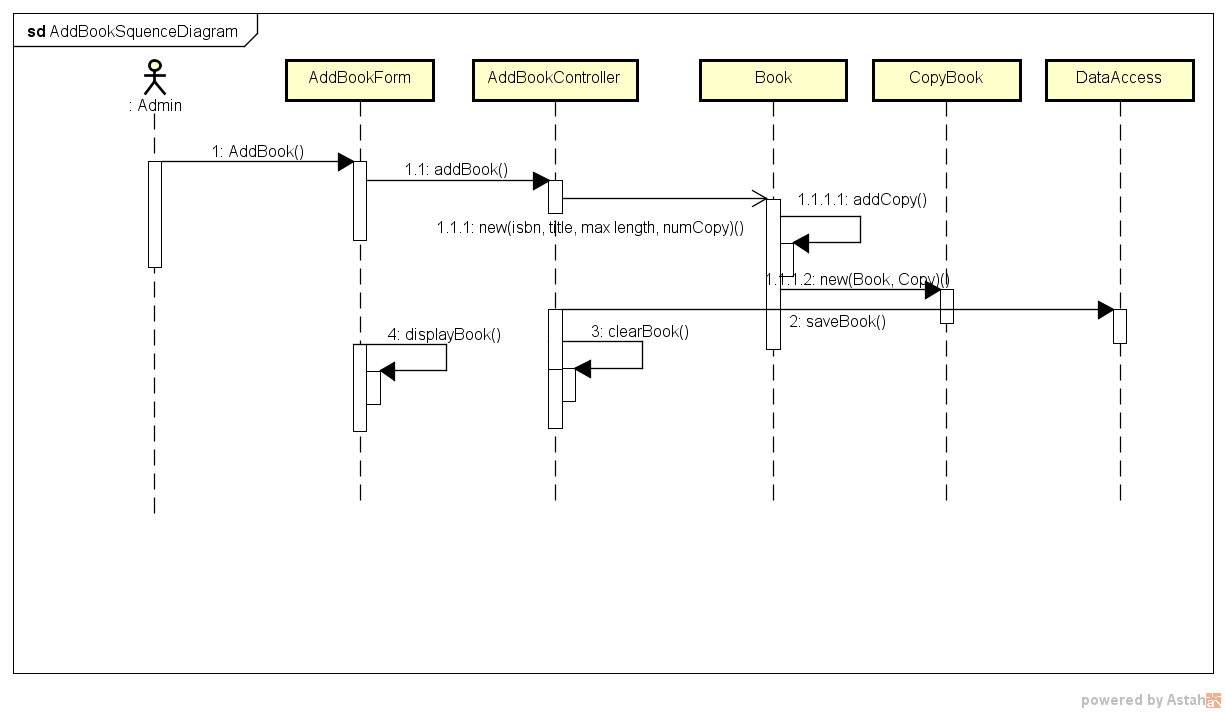 sd AddBookSquenceDiagram
: Admin
AddBookForm
AddBookController
Book
CopyBook
DataAccess
1: AddBook()
1.1: addBook()
1.1.1: new(isbn, title, max length, numCopy)()
1.1.1.1: addCopy()
1.1.1.2: new(Book, Copy)()
2: saveBook()
3: clearBook()
4: displayBook()
powered by Astah